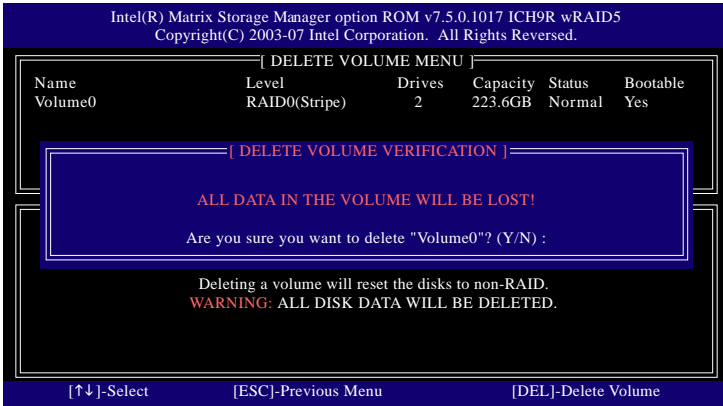 Intel(R) Matrix Storage Manager option ROM v7.5.0.1017 ICH9R wRAID5
Copyright(C) 2003-07 Intel Corporation. All Rights Reversed.
[ DELETE VOLUME MENU ]
Name Level Drives Capacity Status Bootable
Volume0 RAID0(Stripe) 2 223.6GB Normal Yes
[ DELETE VOLUME VERIFICATION ]
ALL DATA IN THE VOLUME WILL BE LOST!
Are you sure you want to delete "Volume0"? (Y/N) :
Deleting a volume will reset the disks to non-RAID.
WARNING: ALL DISK DATA WILL BE DELETED.
[↑↓]-Select [ESC]-Previous Menu [DEL]-Delete Volume